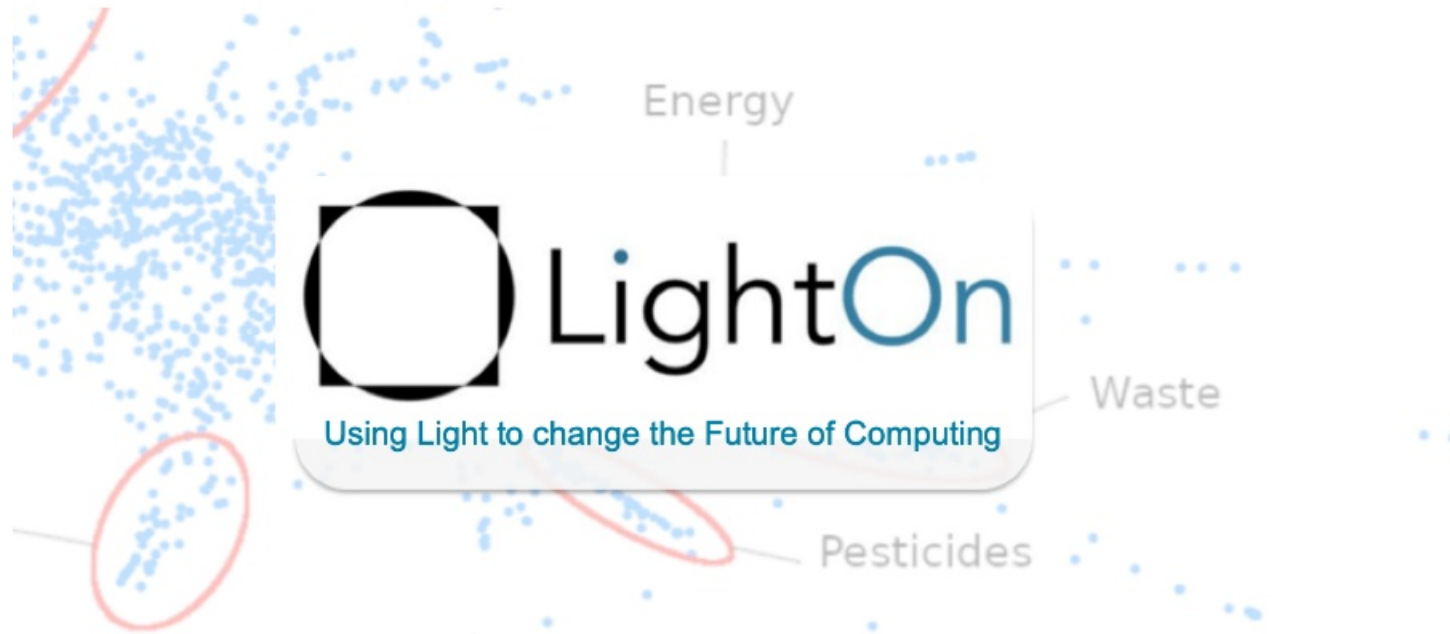 Energy
LightOn
Using Light to change the Future of Computing
Waste
Pesticides